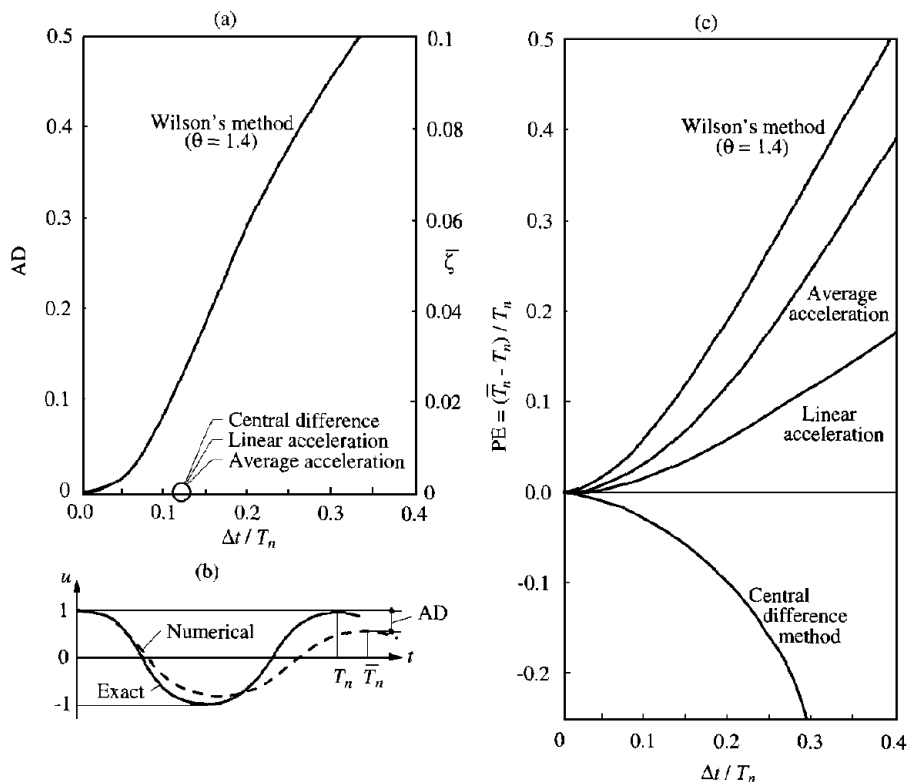 (a)
0.5
0.4
0.3
0.2
0.1
0
AD
0.1
0.08
0.06
0.04
0.02
0
ζ̄
Wilson's method
(θ = 1.4)
Central difference
Linear acceleration
Average acceleration
0.0
0.1
0.2
0.3
0.4
Δt / Tₙ
(b)
u
1
0
-1
Numerical
Exact
AD
t
Tₙ
T̄ₙ
(c)
0.5
0.4
0.3
0.2
0.1
0.0
-0.1
-0.2
PE = (T̄ₙ - Tₙ) / Tₙ
Wilson's method
(θ = 1.4)
Average
acceleration
Linear
acceleration
Central
difference
method
0
0.1
0.2
0.3
0.4
Δt / Tₙ